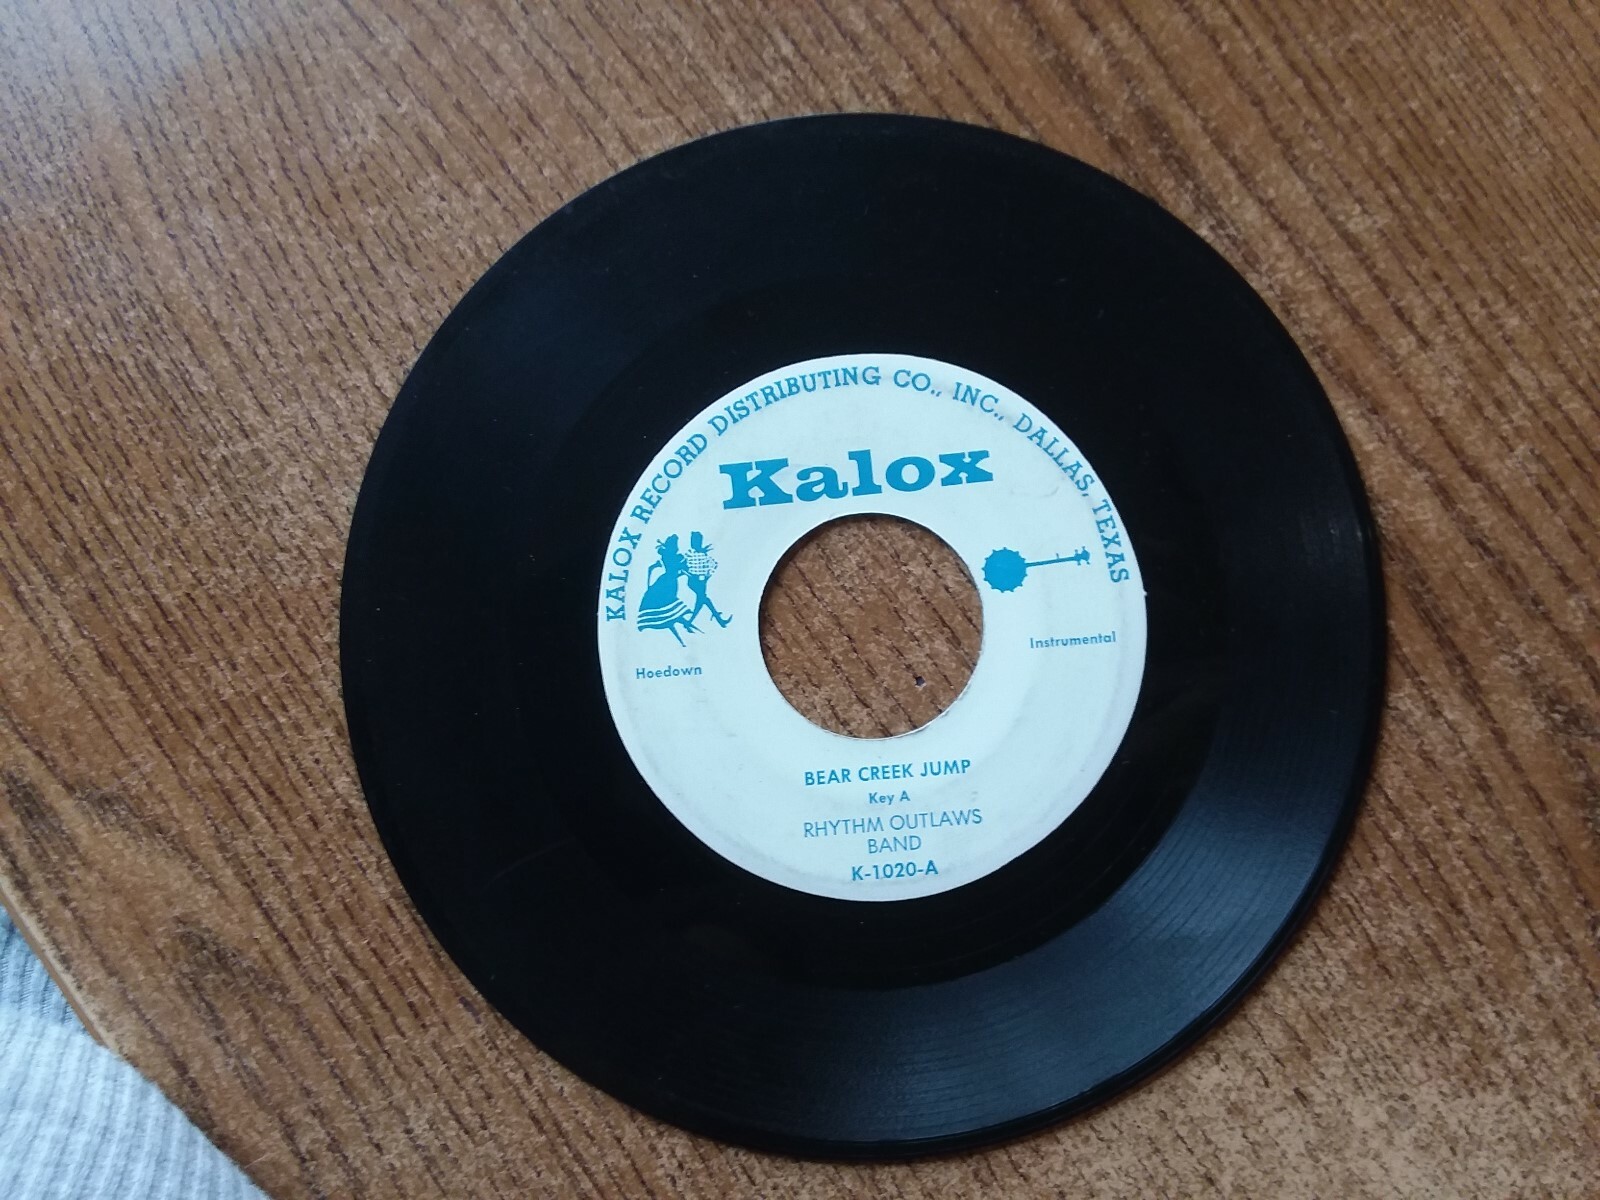 KALOX RECORD DISTRIBUTING CO., INC., DALLAS, TEXAS
Kalox
Hoedown
Instrumental
BEAR CREEK JUMP
Key A
RHYTHM OUTLAWS
BAND
K-1020-A